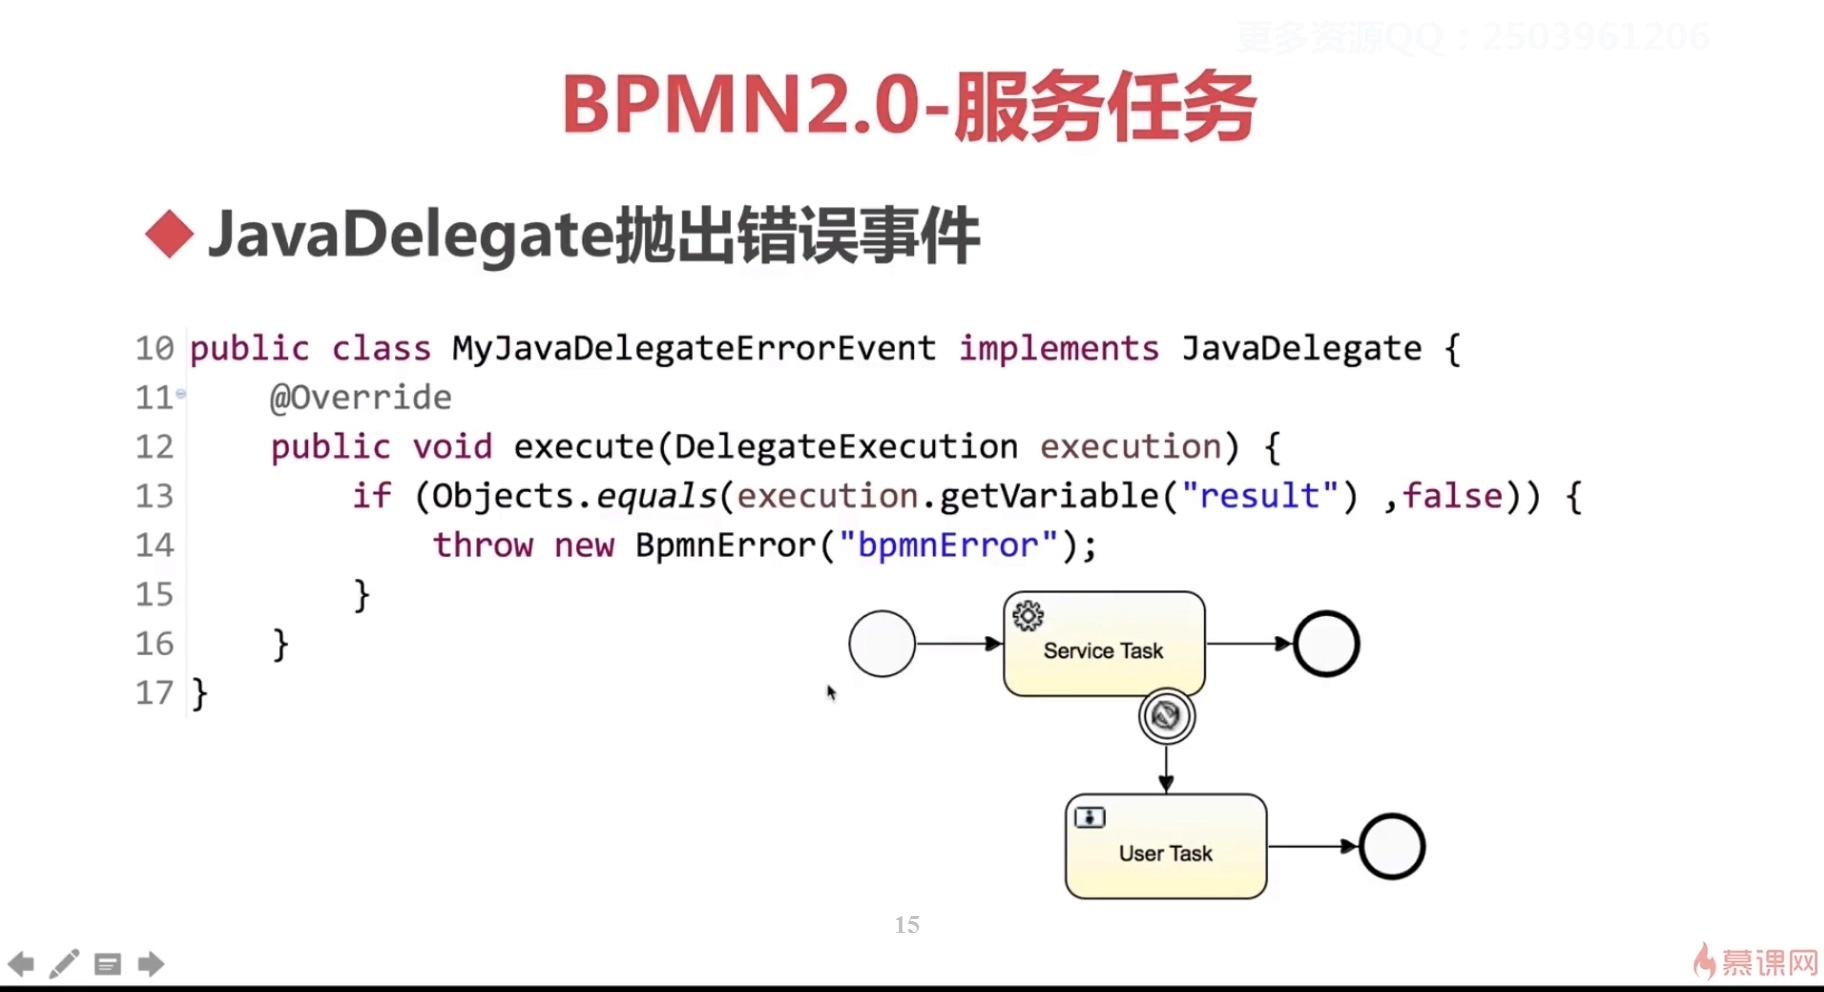 更多资源QQ：2503961206
BPMN2.0-服务任务
JavaDelegate抛出错误事件
10 public class MyJavaDelegateErrorEvent implements JavaDelegate {
11 @Override
12 public void execute(DelegateExecution execution) {
13 if (Objects.equals(execution.getVariable("result") ,false)) {
14 throw new BpmnError("bpmnError");
15 }
16 }
17 }
Service Task
User Task
15
慕课网